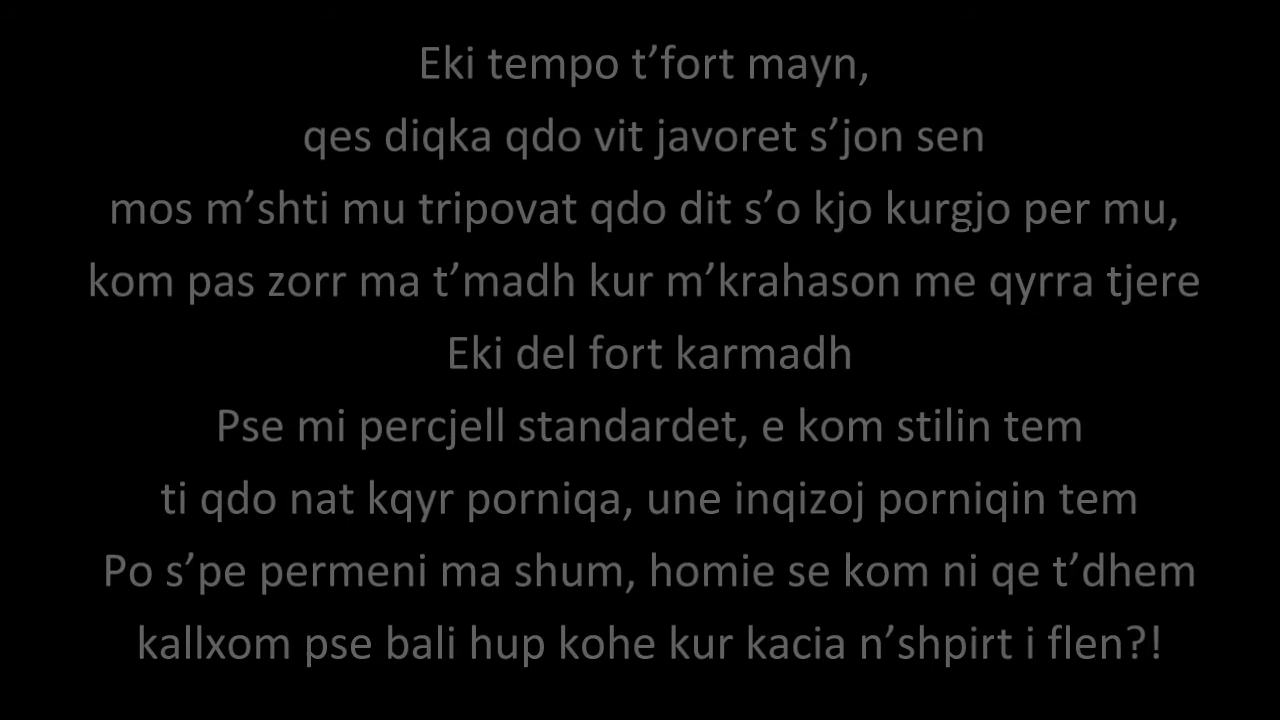 Eki tempo t’fort mayn,
qes diqka qdo vit javoret s’jon sen
mos m’shti mu tripovat qdo dit s’o kjo kurgjo per mu,
kom pas zorr ma t’madh kur m’krahason me qyrra tjere
Eki del fort karmadh
Pse mi percjell standardet, e kom stilin tem
ti qdo nat kqyr porniqa, une inqizoj porniqin tem
Po s’pe permeni ma shum, homie se kom ni qe t’dhem
kallxom pse bali hup kohe kur kacia n’shpirt i flen?!